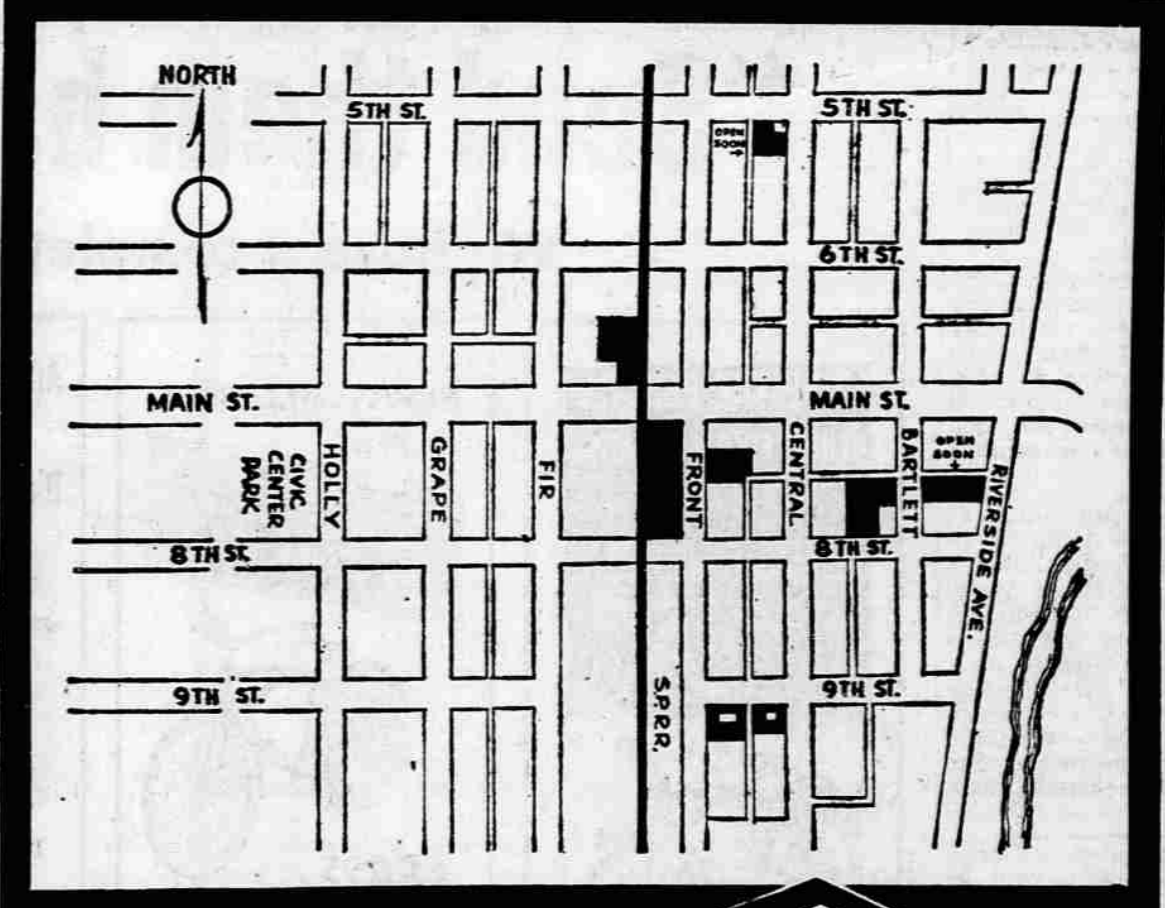 NORTH
5TH ST.
5TH ST.
OPEN
SOON
6TH ST.
MAIN ST.
MAIN ST.
CIVIC
CENTER
PARK
HOLLY
GRAPE
FIR
FRONT
CENTRAL
BARTLETT
OPEN
SOON
RIVERSIDE AVE.
8TH ST.
8TH ST.
S.P.R.R.
9TH ST.
9TH ST.